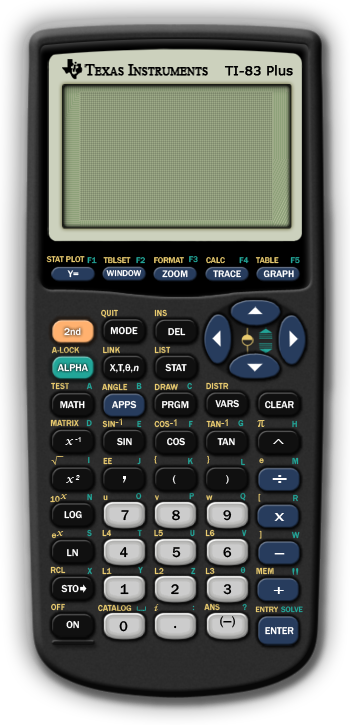 TEXAS INSTRUMENTS TI-83 Plus
STAT PLOT F1 TBLSET F2 FORMAT F3 CALC F4 TABLE F5
Y= WINDOW ZOOM TRACE GRAPH
QUIT INS
2nd MODE DEL
A-LOCK LINK LIST
ALPHA X,T,θ,n STAT
TEST A ANGLE B DRAW C DISTR
MATH APPS PRGM VARS CLEAR
MATRIX D SIN-1 E COS-1 F TAN-1 G π H
x-1 SIN COS TAN ^
√ I EE J { K } L e M
x2 , ( ) ÷
10x N u O v P w Q [ R
LOG 7 8 9 x
ex S L4 T L5 U L6 V ] W
LN 4 5 6 −
RCL X L1 Y L2 Z L3 θ MEM "
STO➔ 1 2 3 +
OFF CATALOG ⎵ i : ANS ? ENTRY SOLVE
ON 0 . (−) ENTER